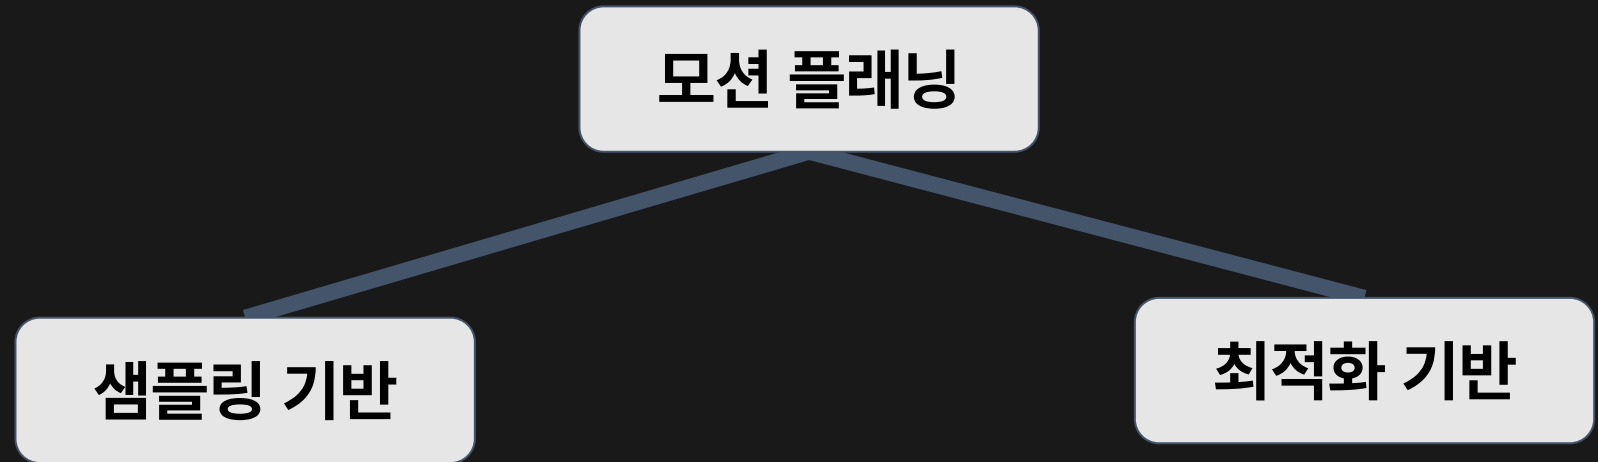 모션 플래닝
샘플링 기반
최적화 기반